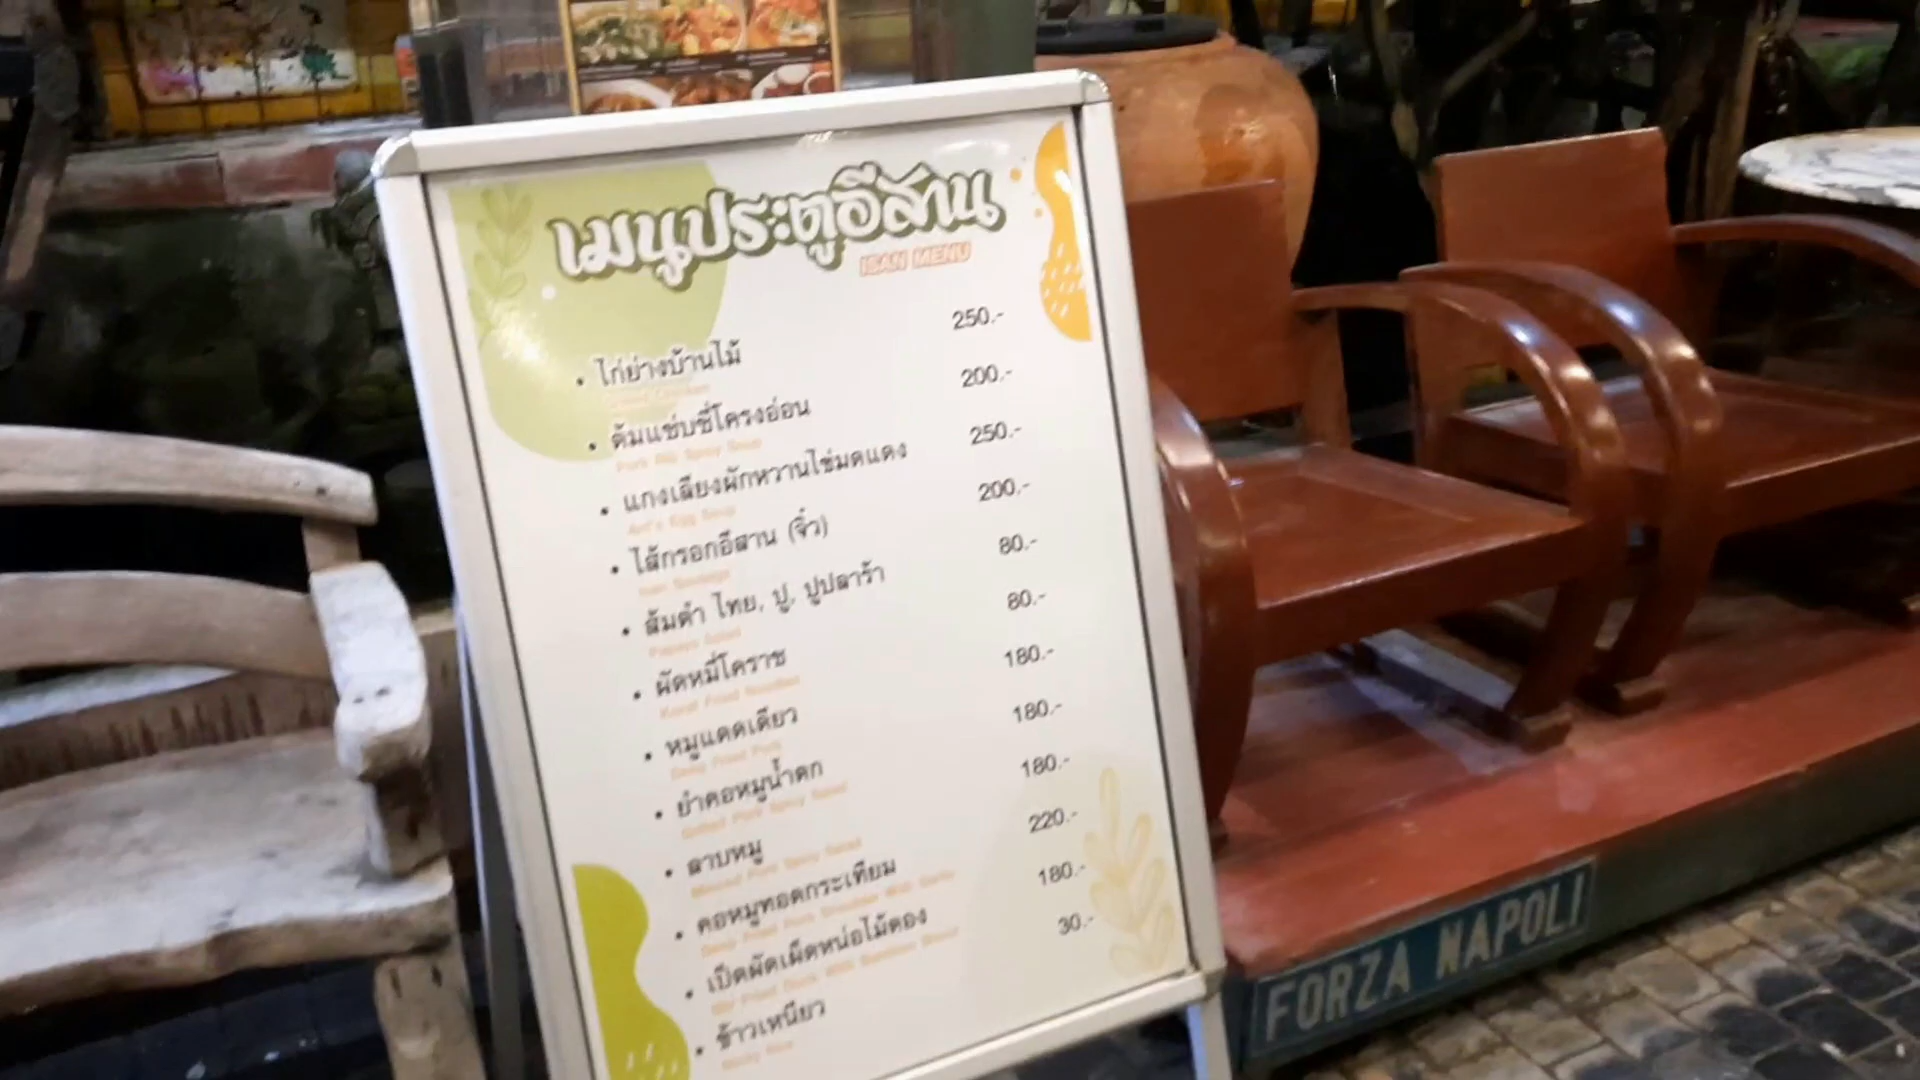 เมนูประตูอีสาน
ISAN MENU
• ไก่ย่างบ้านไม้ 250.-
• ต้มแซ่บซี่โครงอ่อน 200.-
Pork Rib Spicy Soup
• แกงเลียงผักหวานไข่มดแดง 250.-
Ant's Egg Soup
• ไส้กรอกอีสาน (จิ๋ว) 200.-
Isan Sausage
• ส้มตำ ไทย, ปู, ปูปลาร้า 80.-
Papaya Salad
• ผัดหมี่โคราช 80.-
Korat Fried Noodles
• หมูแดดเดียว 180.-
Deep Fried Pork
• ยำคอหมูน้ำตก 180.-
Grilled Pork Spicy Salad
• ลาบหมู 180.-
Minced Pork Spicy Salad
• คอหมูทอดกระเทียม 220.-
Deep Fried Pork Shoulder With Garlic
• เป็ดผัดเผ็ดหน่อไม้ดอง 180.-
Stir Fried Duck With Bamboo Shoot
• ข้าวเหนียว 30.-
Sticky Rice
FORZA NAPOLI